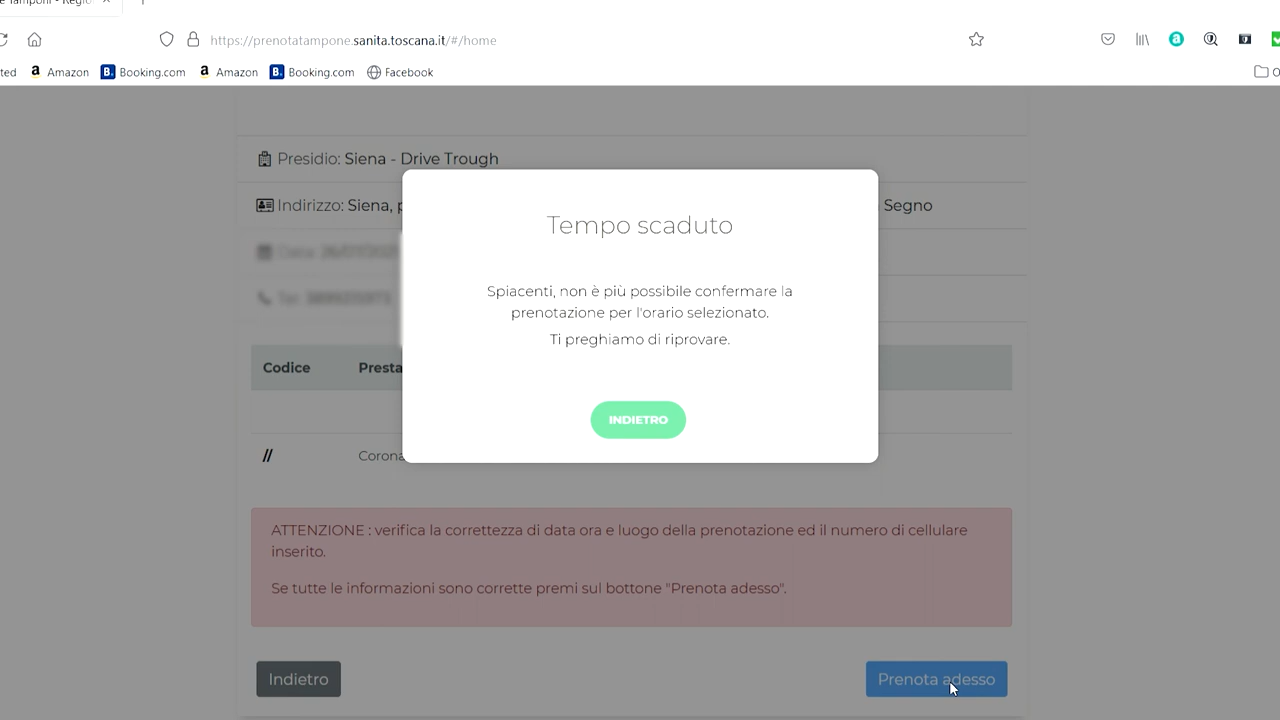 https://prenotatampone.sanita.toscana.it/#/home
ted Amazon Booking.com Amazon Booking.com Facebook
Presidio: Siena - Drive Trough
Indirizzo: Siena, Segno
Tempo scaduto
Spiacenti, non è più possibile confermare la
prenotazione per l'orario selezionato.
Ti preghiamo di riprovare.
INDIETRO
Codice Presta
// Corona
ATTENZIONE : verifica la correttezza di data ora e luogo della prenotazione ed il numero di cellulare
inserito.
Se tutte le informazioni sono corrette premi sul bottone "Prenota adesso".
Indietro Prenota adesso